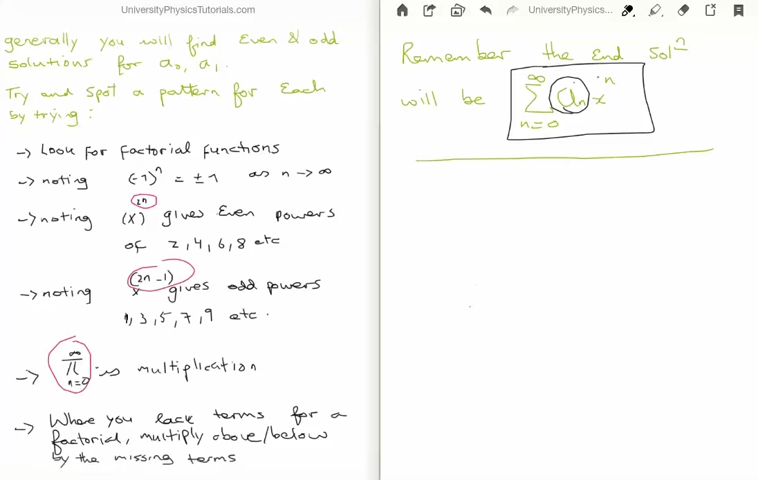 UniversityPhysicsTutorials.com
generally you will find Even & odd
solutions for a₀, a₁.
Try and spot a pattern for Each
by trying:
→ Look for factorial functions
→ noting (-1)ⁿ = ±1 as n → ∞
→ noting (x)²ⁿ gives Even powers
of 2, 4, 6, 8 etc
→ noting x⁽²ⁿ⁻¹⁾ gives odd powers
1, 3, 5, 7, 9 etc.
→ ∞ π n=0 is multiplication
→ Where you lack terms for a
factorial, multiply above/below
by the missing terms
UniversityPhysics...
Remember the End Solⁿ
will be ∞ Σ n=0 aₙ xⁿ